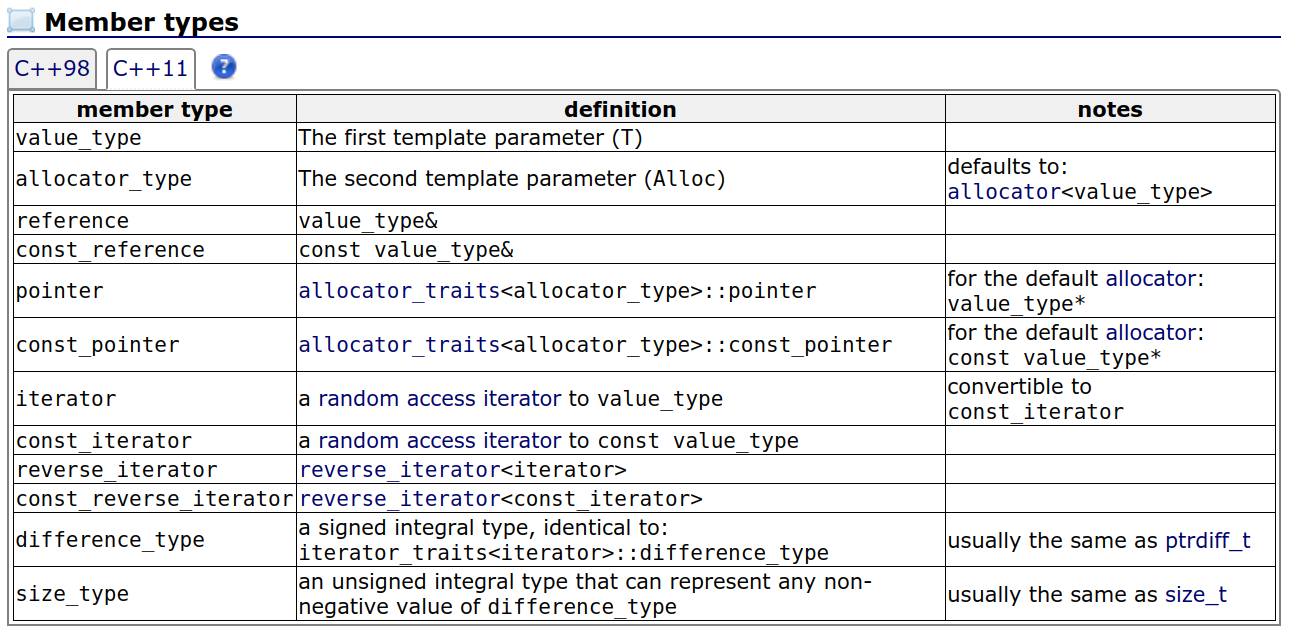 Member types
C++98 C++11 ?
member type definition notes
value_type The first template parameter (T)
allocator_type The second template parameter (Alloc) defaults to:
allocator<value_type>
reference value_type&
const_reference const value_type&
pointer allocator_traits<allocator_type>::pointer for the default allocator:
value_type*
const_pointer allocator_traits<allocator_type>::const_pointer for the default allocator:
const value_type*
iterator a random access iterator to value_type convertible to
const_iterator
const_iterator a random access iterator to const value_type
reverse_iterator reverse_iterator<iterator>
const_reverse_iterator reverse_iterator<const_iterator>
difference_type a signed integral type, identical to:
iterator_traits<iterator>::difference_type usually the same as ptrdiff_t
size_type an unsigned integral type that can represent any non-
negative value of difference_type usually the same as size_t